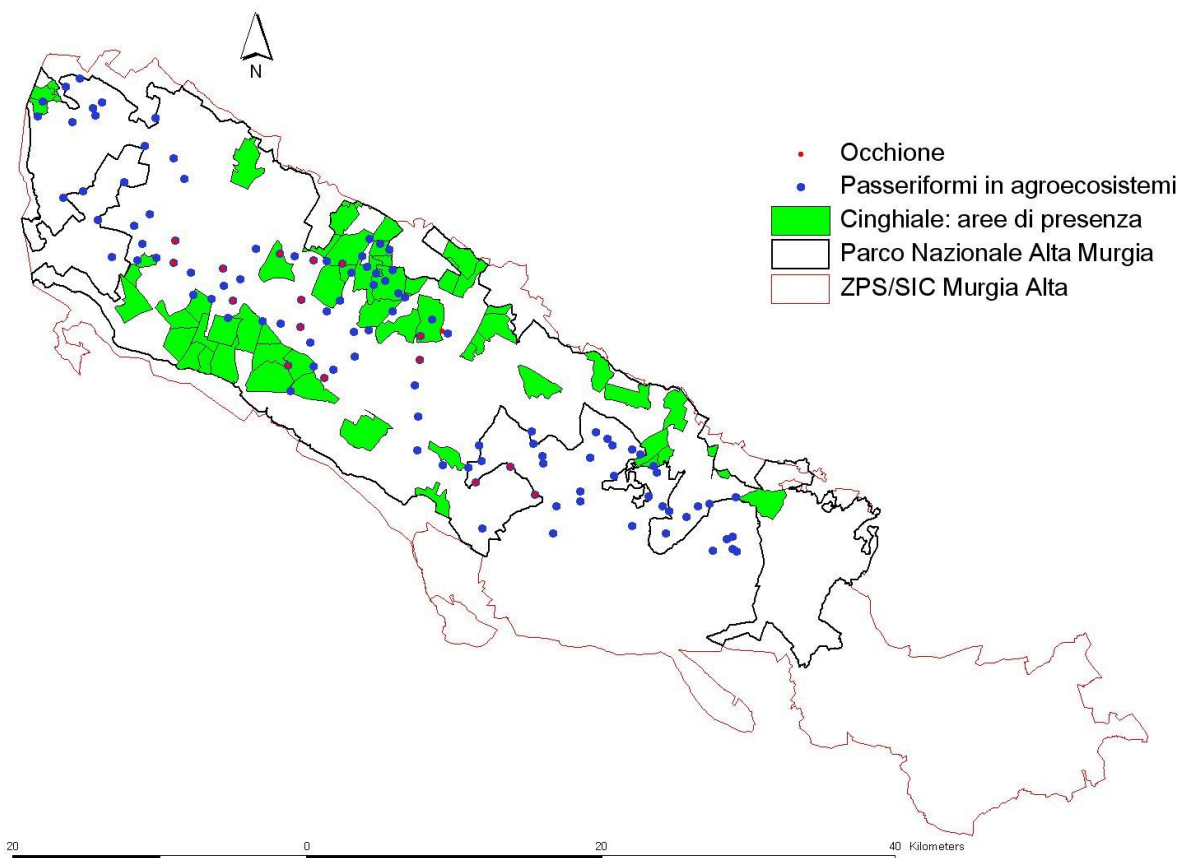 N
Occhione
Passeriformi in agroecosistemi
Cinghiale: aree di presenza
Parco Nazionale Alta Murgia
ZPS/SIC Murgia Alta
20 0 20 40 Kilometers